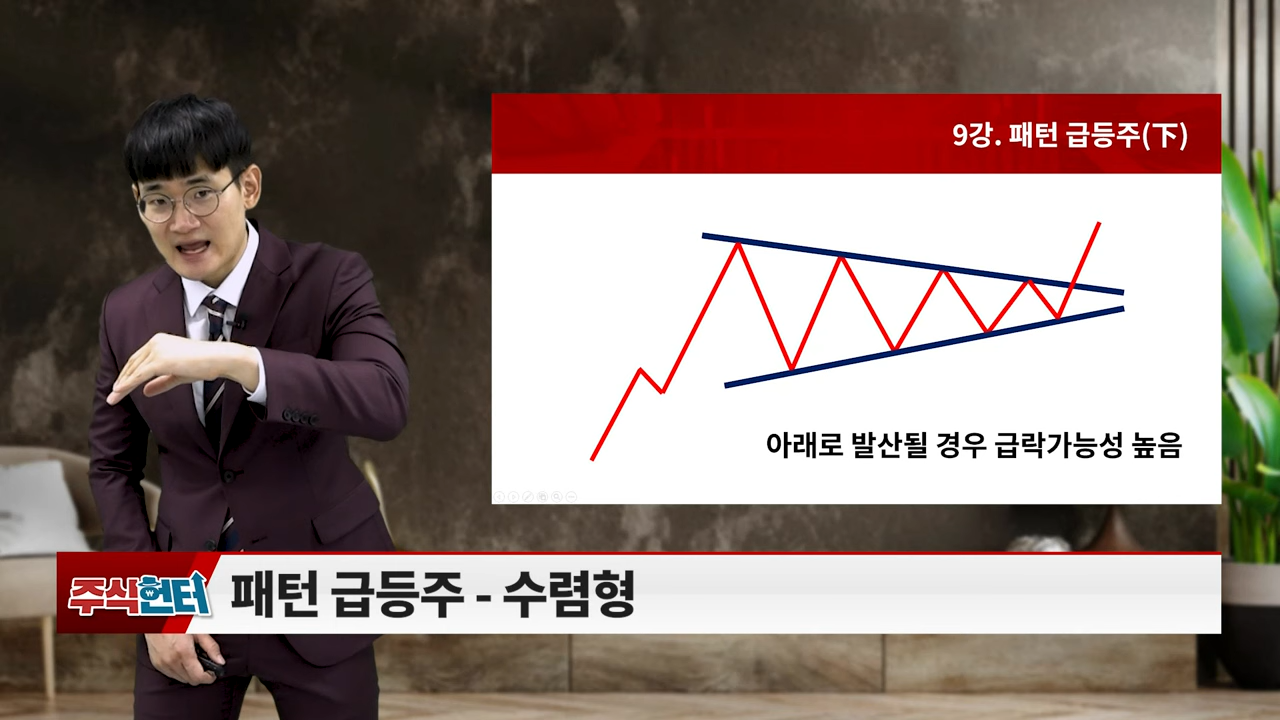 9강. 패턴 급등주(下)
아래로 발산될 경우 급락가능성 높음
주식헌터
패턴 급등주 - 수렴형